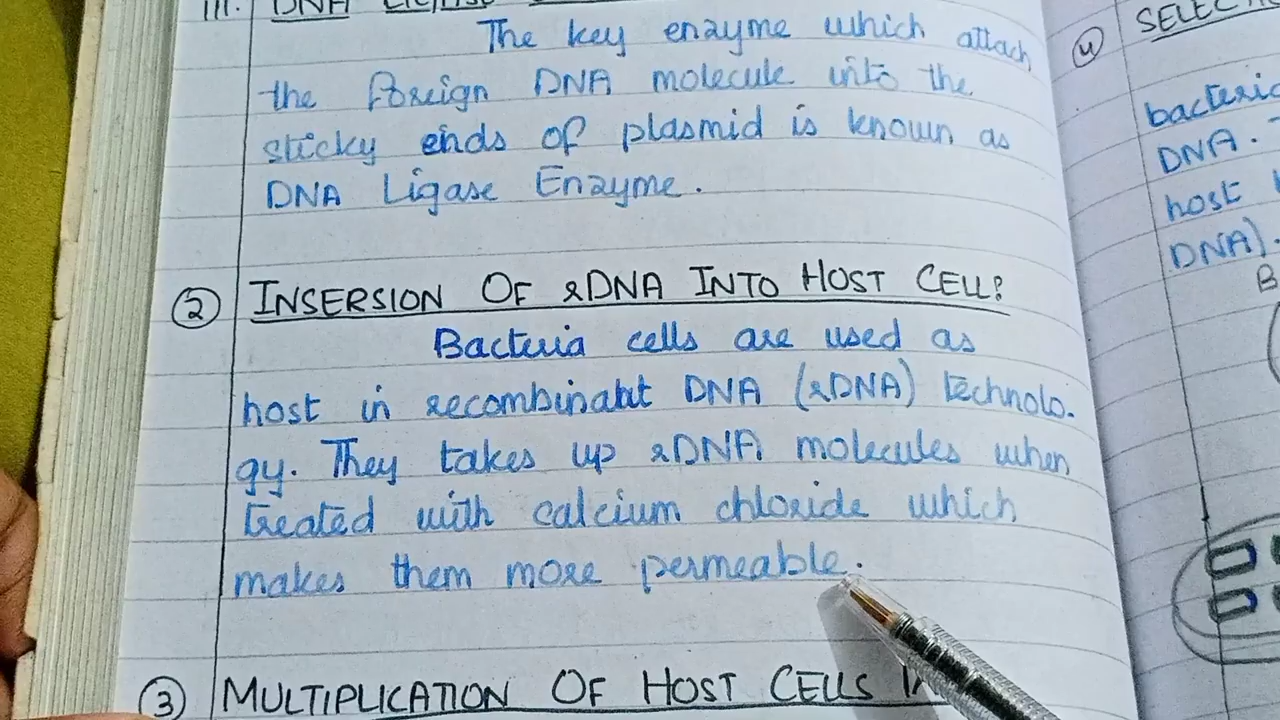 III. DNA
The key enzyme which attach
the foreign DNA molecule into the
sticky ends of plasmid is known as
DNA Ligase Enzyme.
② INSERSION OF rDNA INTO HOST CELL:
Bacteria cells are used as
host in recombinant DNA (rDNA) technolo.
gy. They takes up rDNA molecules when
treated with calcium chloride which
makes them more permeable.
③ MULTIPLICATION OF HOST CELLS
④
DNA.
host
DNA).
B